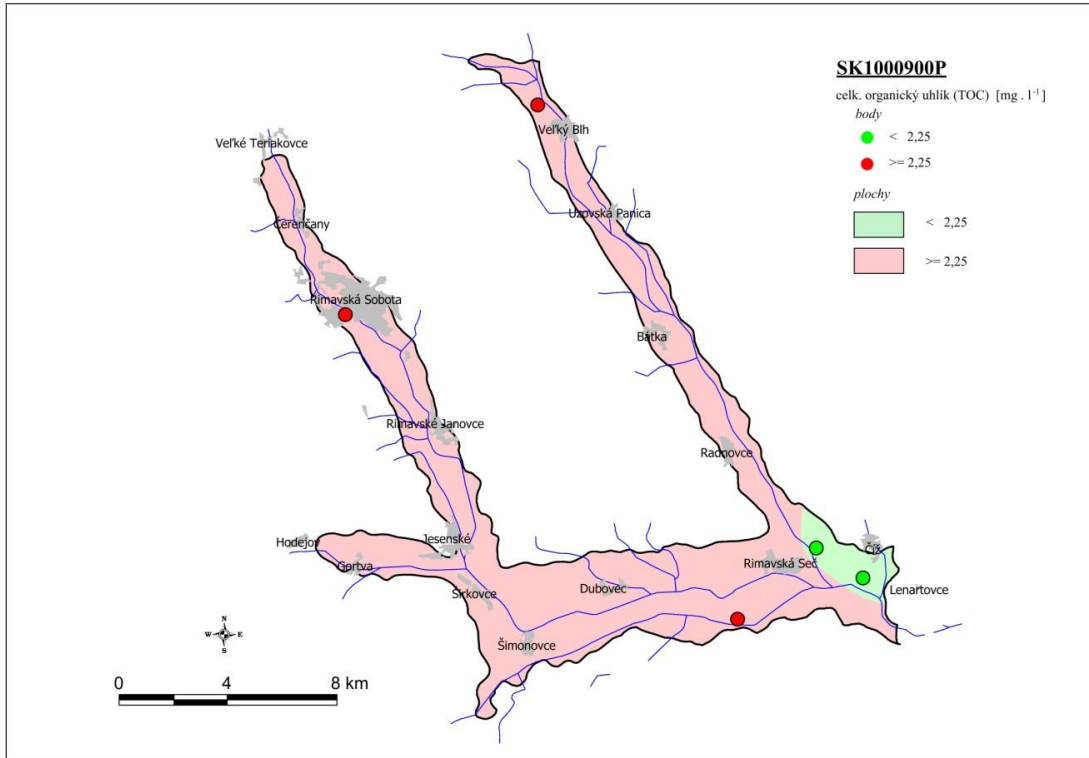 SK1000900P
celk. organický uhlík (TOC) [mg . l⁻¹]
body
< 2,25
>= 2,25
plochy
< 2,25
>= 2,25
Veľký Blh
Veľké Teriakovce
Uzovská Panica
Čerenčany
Rimavská Sobota
Bátka
Rimavské Janovce
Radnovce
Hodejov
Jesenské
Gortva
Rimavská Seč
Číž
Širkovce
Dubovec
Lenartovce
Šimonovce
N
W E
S
0 4 8 km